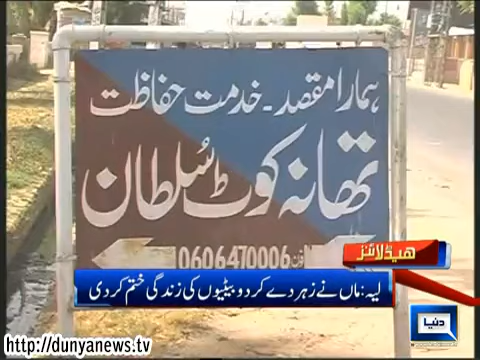 ہمارا مقصد ۔ خدمت حفاظت
تھانہ کوٹ سُلطان
فون 0606470006
ہیڈلائنز
لیہ: ماں نے زہر دے کر دو بیٹیوں کی زندگی ختم کر دی
دنیا
http://dunyanews.tv